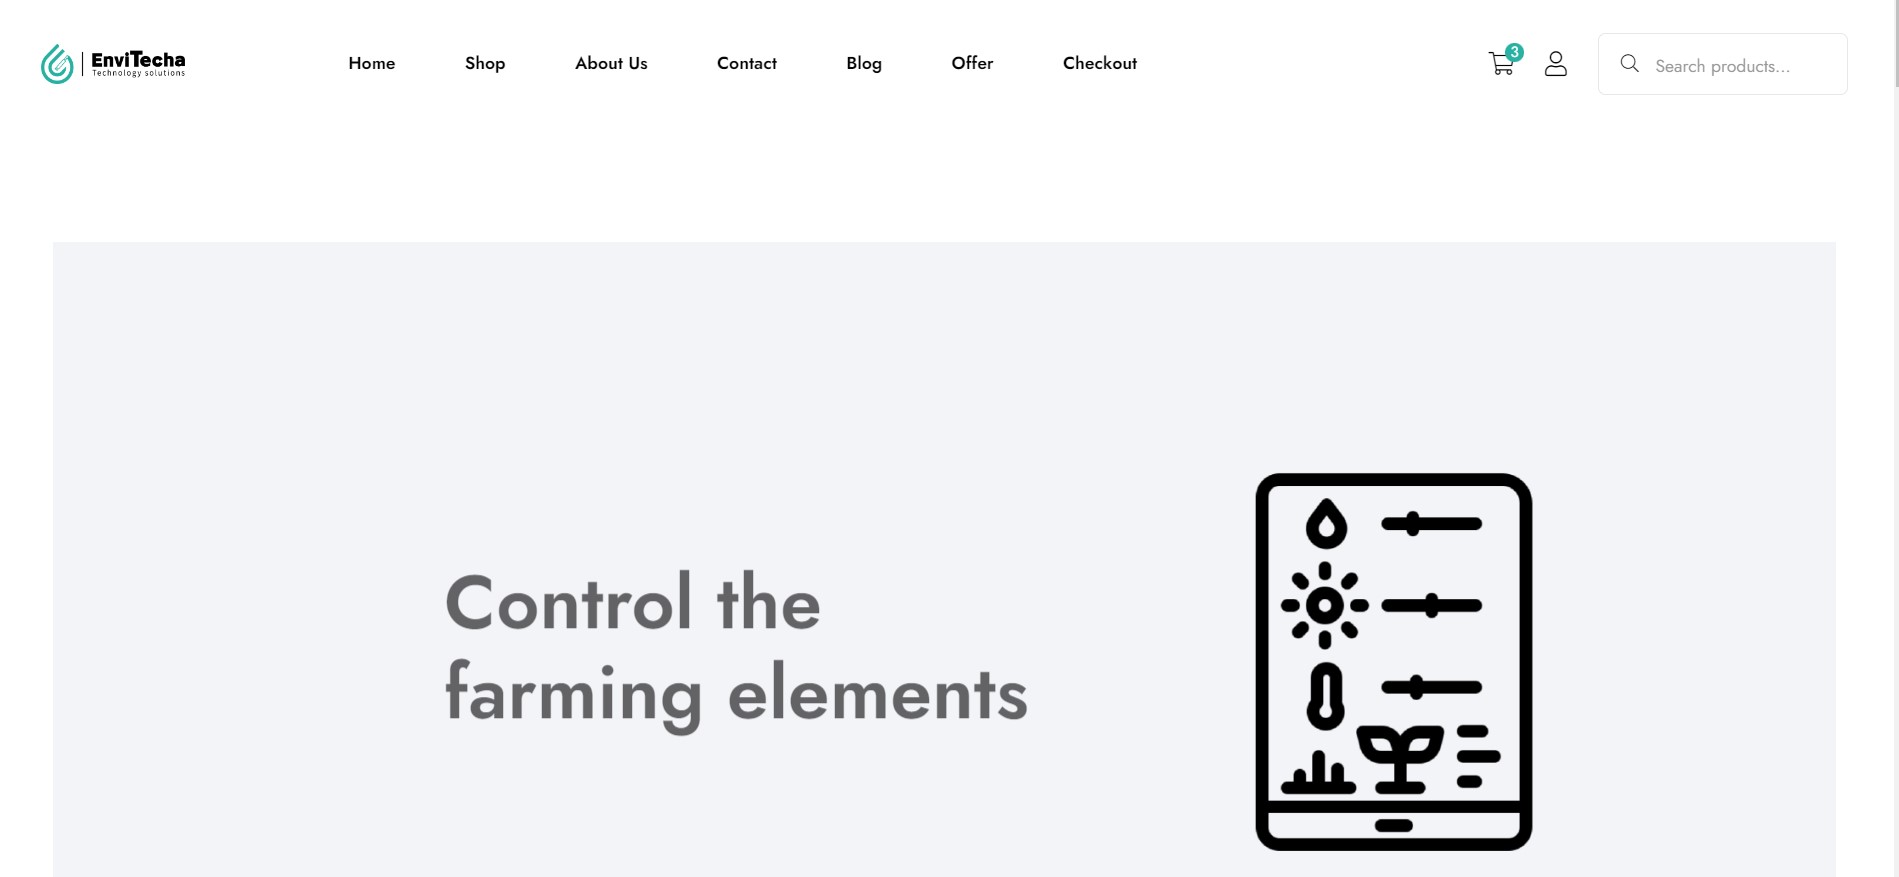 EnviTecha
Technology solutions
Home
Shop
About Us
Contact
Blog
Offer
Checkout
3
Search products...
Control the
farming elements